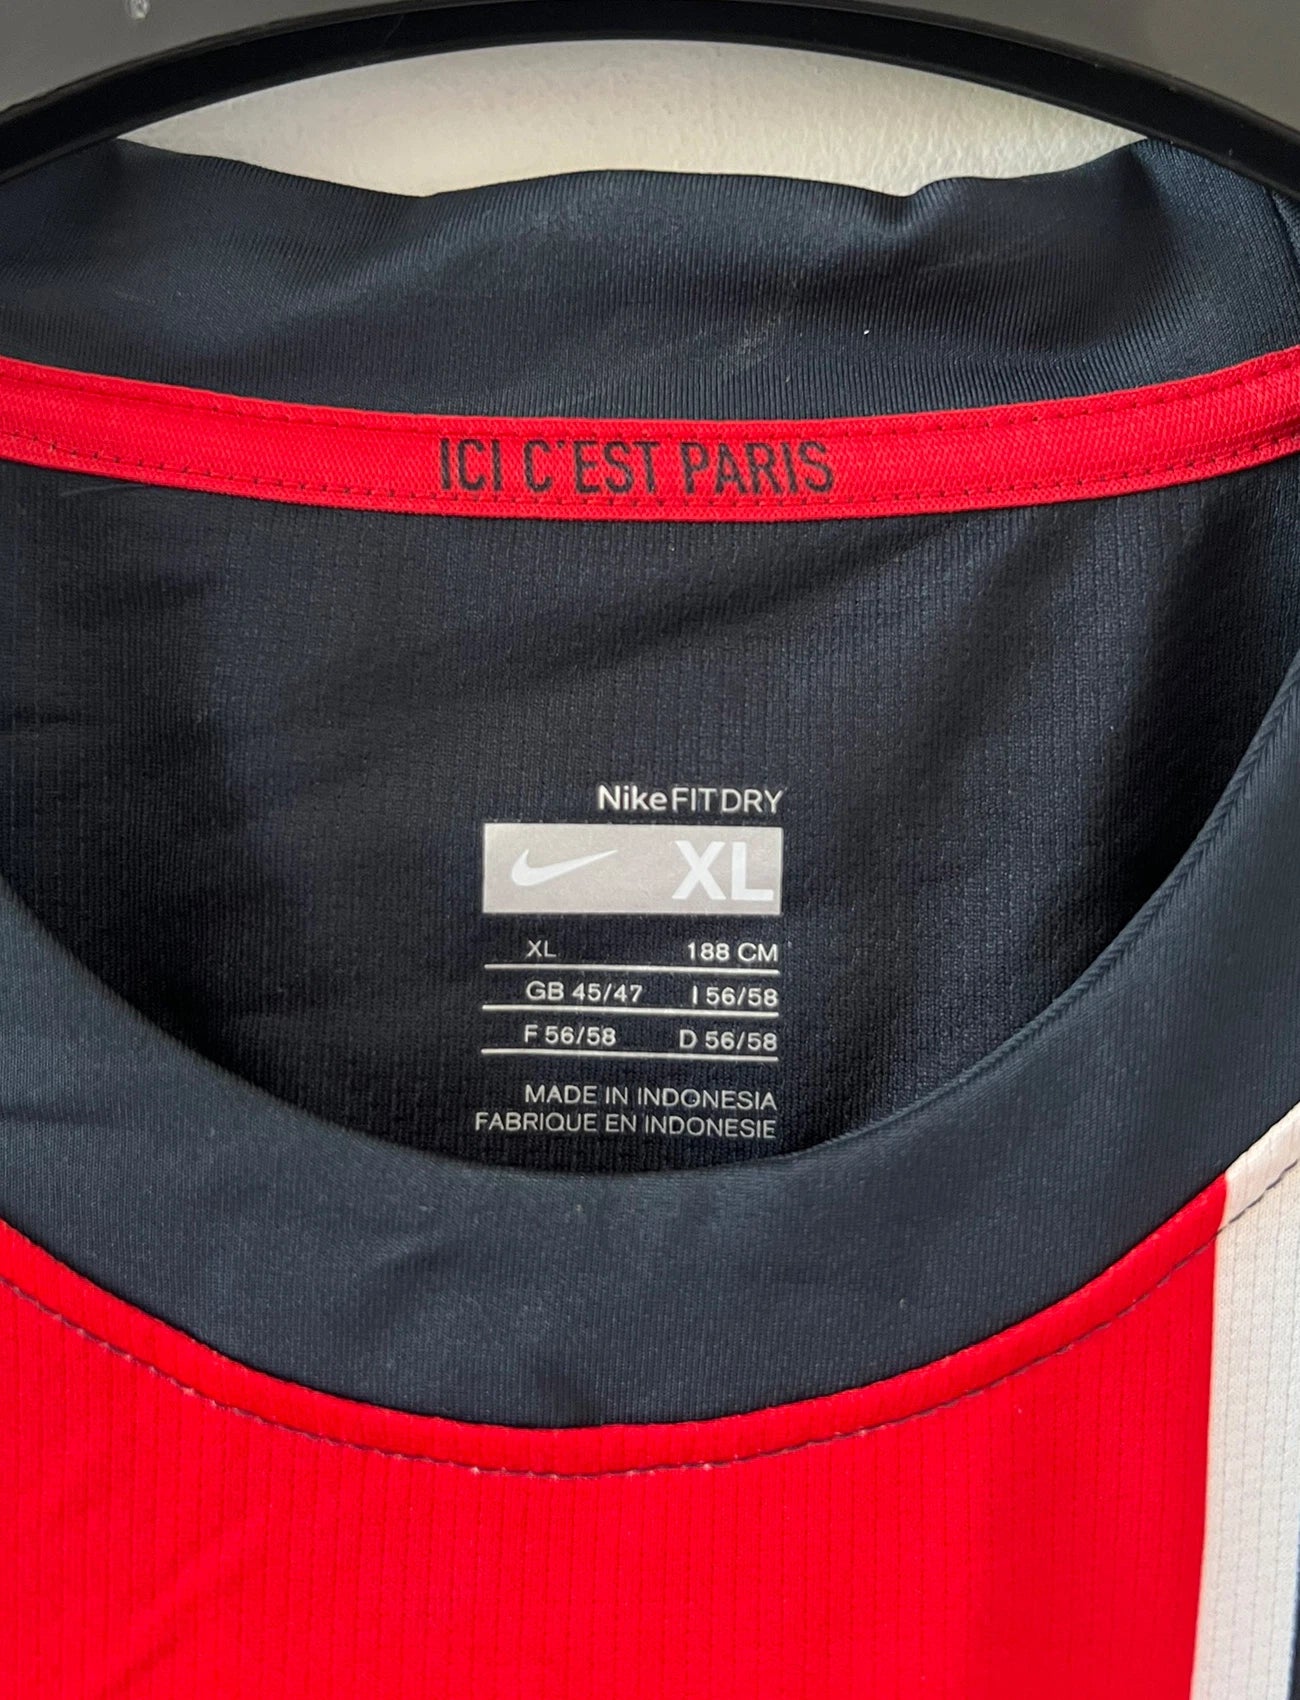 ICI C'EST PARIS
NikeFITDRY
XL
XL 188 CM
GB 45/47 I 56/58
F 56/58 D 56/58
MADE IN INDONESIA
FABRIQUE EN INDONESIE